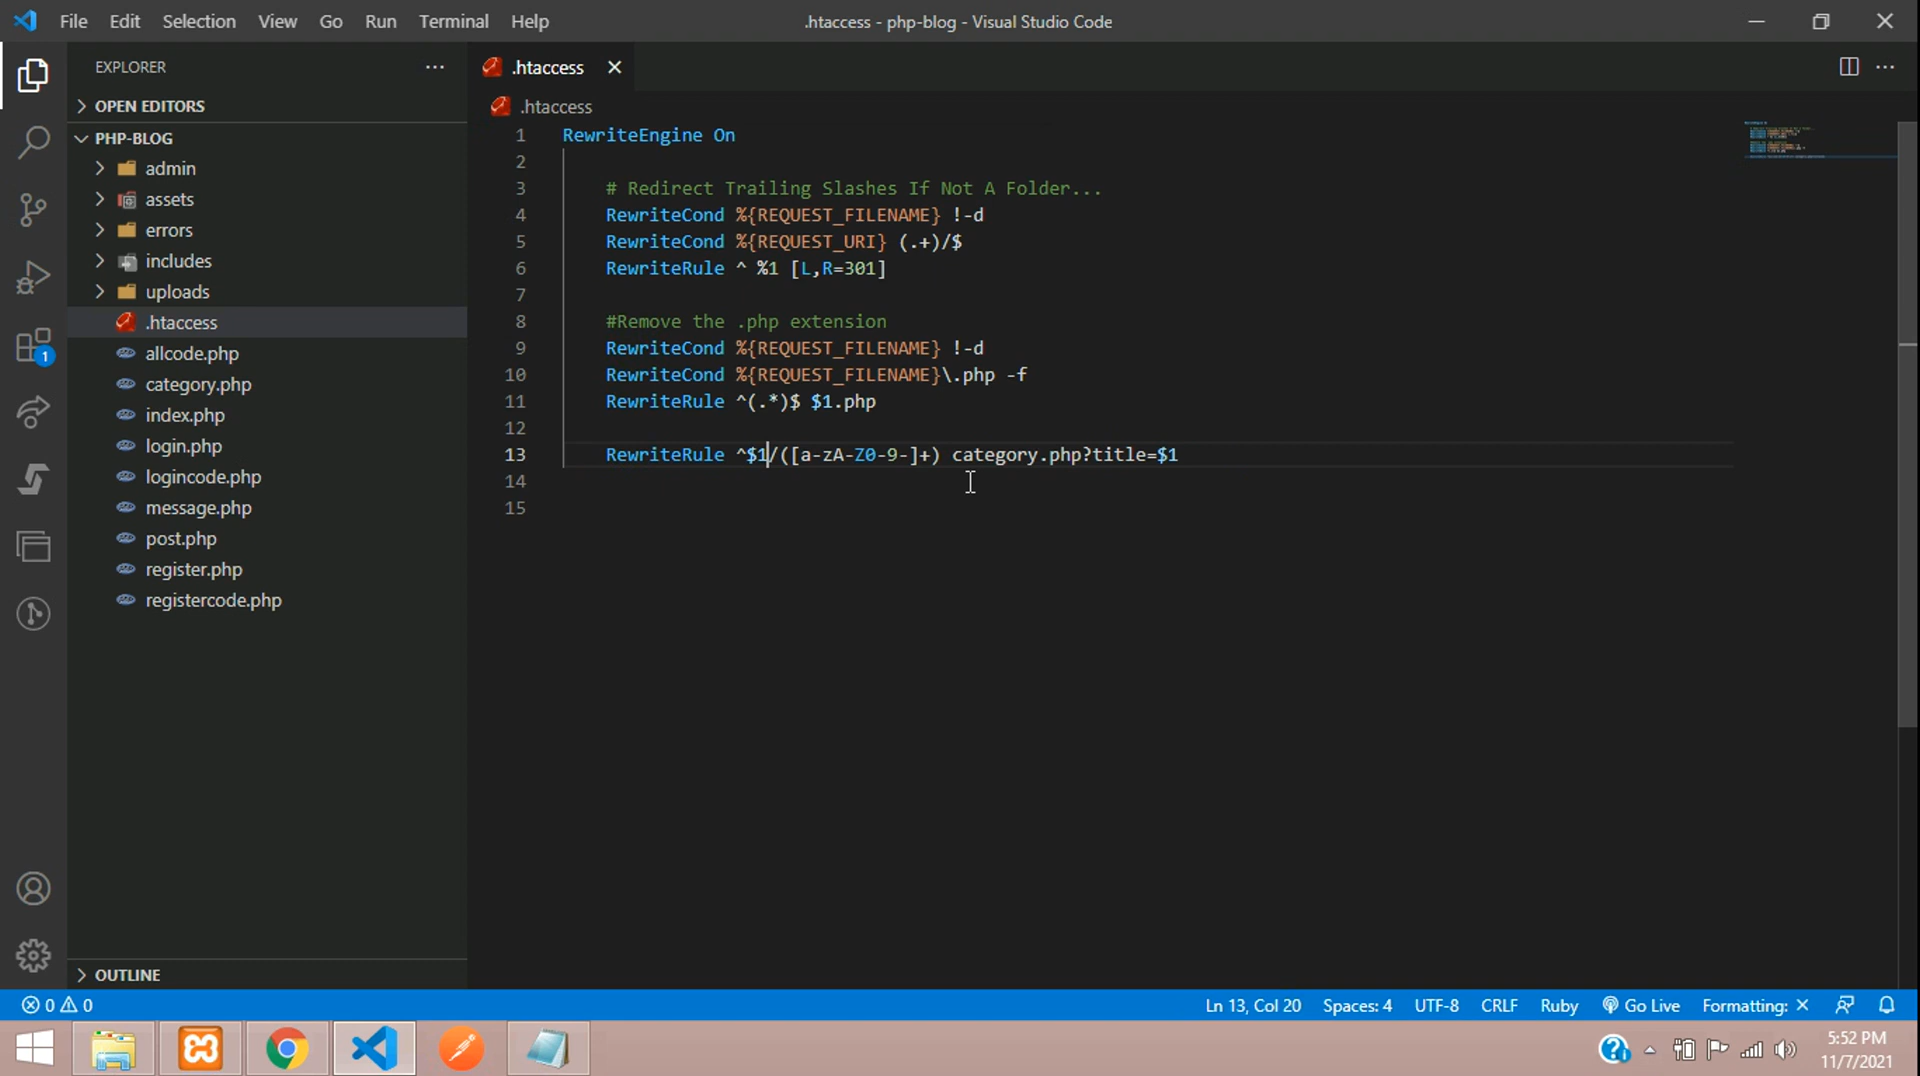 File Edit Selection View Go Run Terminal Help .htaccess - php-blog - Visual Studio Code
EXPLORER
.htaccess
OPEN EDITORS
.htaccess
PHP-BLOG
admin
assets
errors
includes
uploads
.htaccess
allcode.php
category.php
index.php
login.php
logincode.php
message.php
post.php
register.php
registercode.php
OUTLINE
1 RewriteEngine On
2
3 # Redirect Trailing Slashes If Not A Folder...
4 RewriteCond %{REQUEST_FILENAME} !-d
5 RewriteCond %{REQUEST_URI} (.+)/$
6 RewriteRule ^ %1 [L,R=301]
7
8 #Remove the .php extension
9 RewriteCond %{REQUEST_FILENAME} !-d
10 RewriteCond %{REQUEST_FILENAME}\.php -f
11 RewriteRule ^(.*)$ $1.php
12
13 RewriteRule ^$1/([a-zA-Z0-9-]+) category.php?title=$1
14
15
1
0 0 Ln 13, Col 20 Spaces: 4 UTF-8 CRLF Ruby Go Live Formatting: ×
5:52 PM
11/7/2021